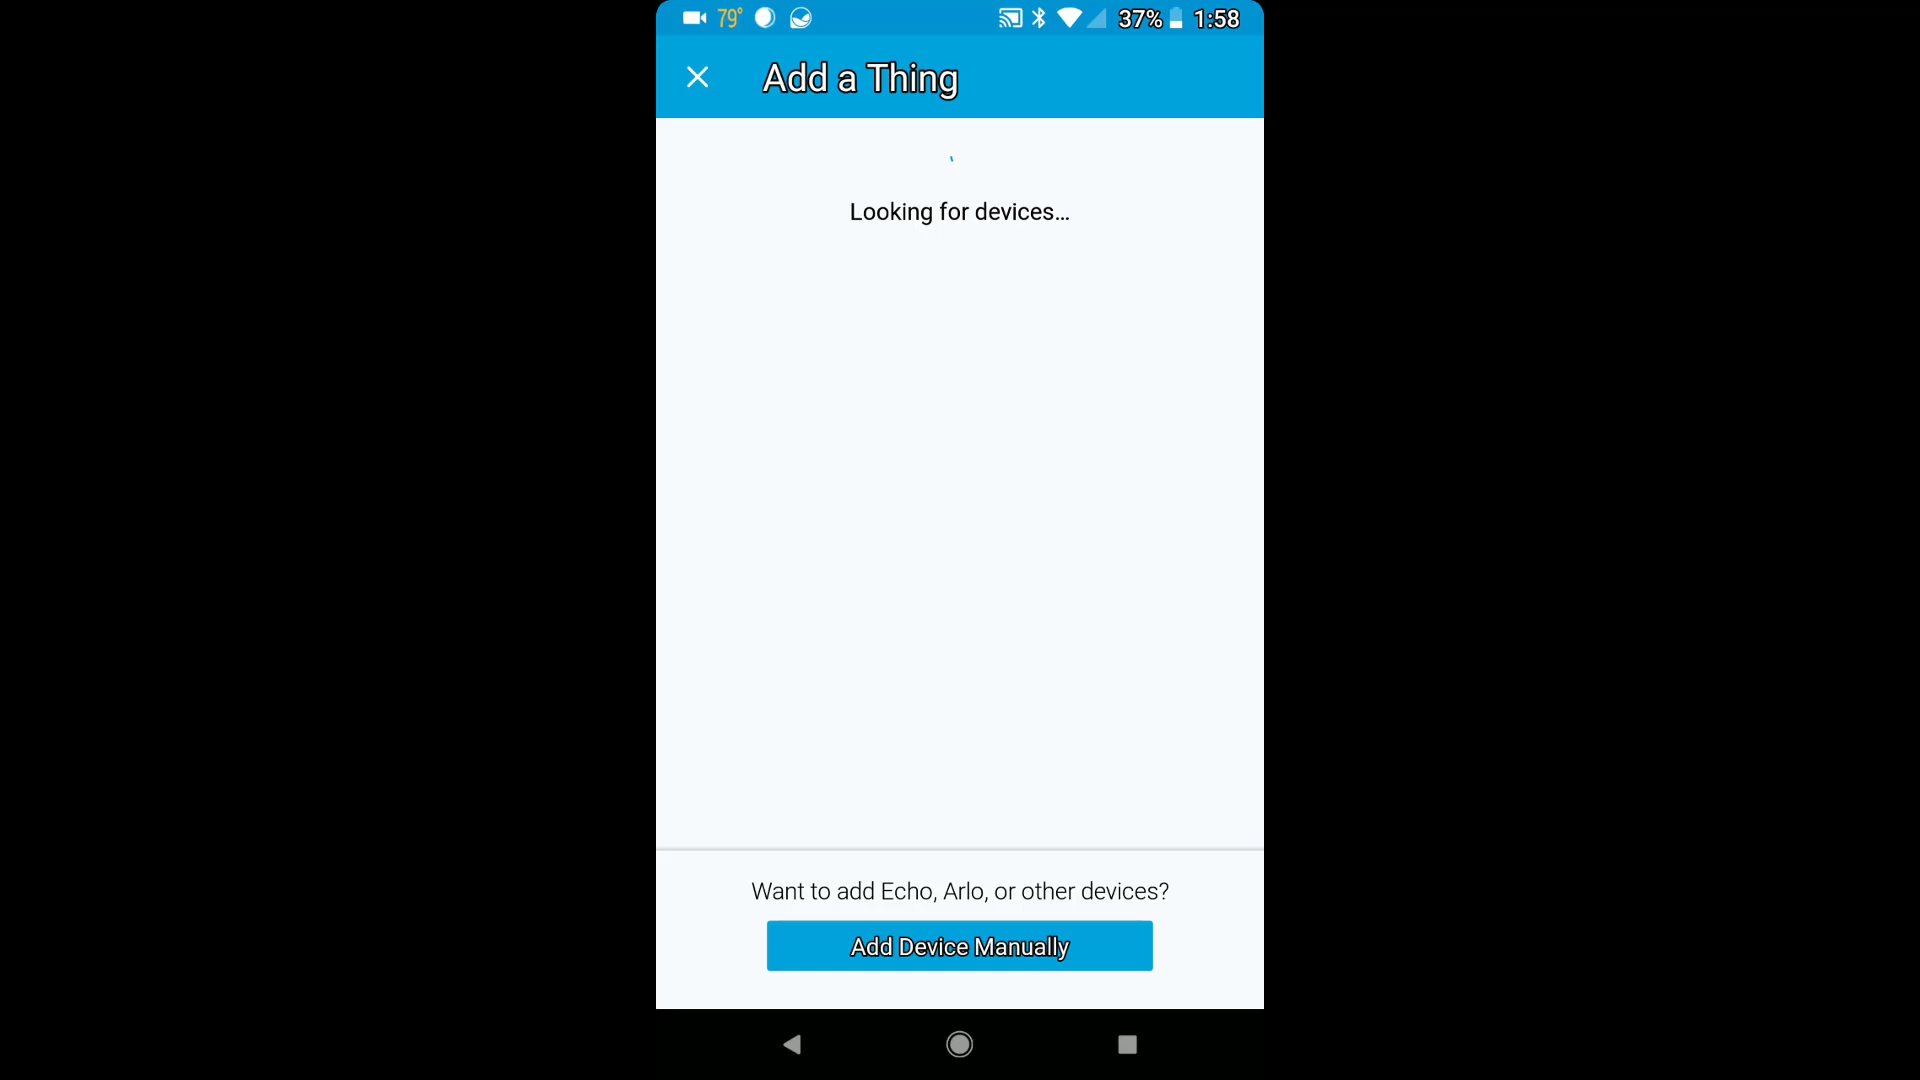 79° 37% 1:58
Add a Thing
Looking for devices...
Want to add Echo, Arlo, or other devices?
Add Device Manually